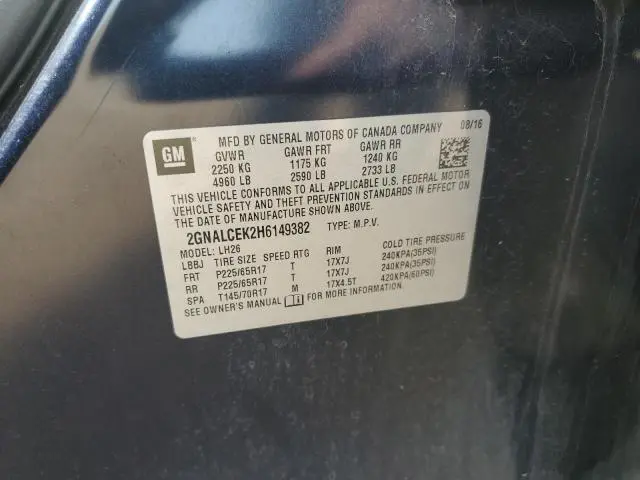 GM
MFD BY GENERAL MOTORS OF CANADA COMPANY 08/16
GVWR GAWR FRT GAWR RR
2250 KG 1175 KG 1240 KG
4960 LB 2590 LB 2733 LB
THIS VEHICLE CONFORMS TO ALL APPLICABLE U.S. FEDERAL MOTOR
VEHICLE SAFETY AND THEFT PREVENTION STANDARDS IN EFFECT ON
THE DATE OF MANUFACTURE SHOWN ABOVE.
2GNALCEK2H6149382 TYPE: M.P.V.
MODEL: LH26
LBBJ TIRE SIZE SPEED RTG RIM COLD TIRE PRESSURE
FRT P225/65R17 T 17X7J 240KPA(35PSI)
RR P225/65R17 T 17X7J 240KPA(35PSI)
SPA T145/70R17 M 17X4.5T 420KPA(60PSI)
SEE OWNER'S MANUAL FOR MORE INFORMATION.